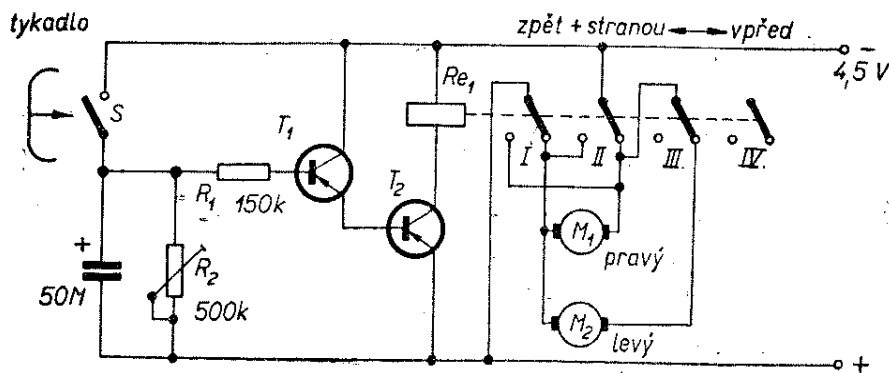 tykadlo
zpět + stranou vpřed
−
4,5 V
Re₁
S
T₁
I
II
III
IV
T₂
R₁
150k
M₁
pravý
+
50M
R₂
500k
M₂
levý
+